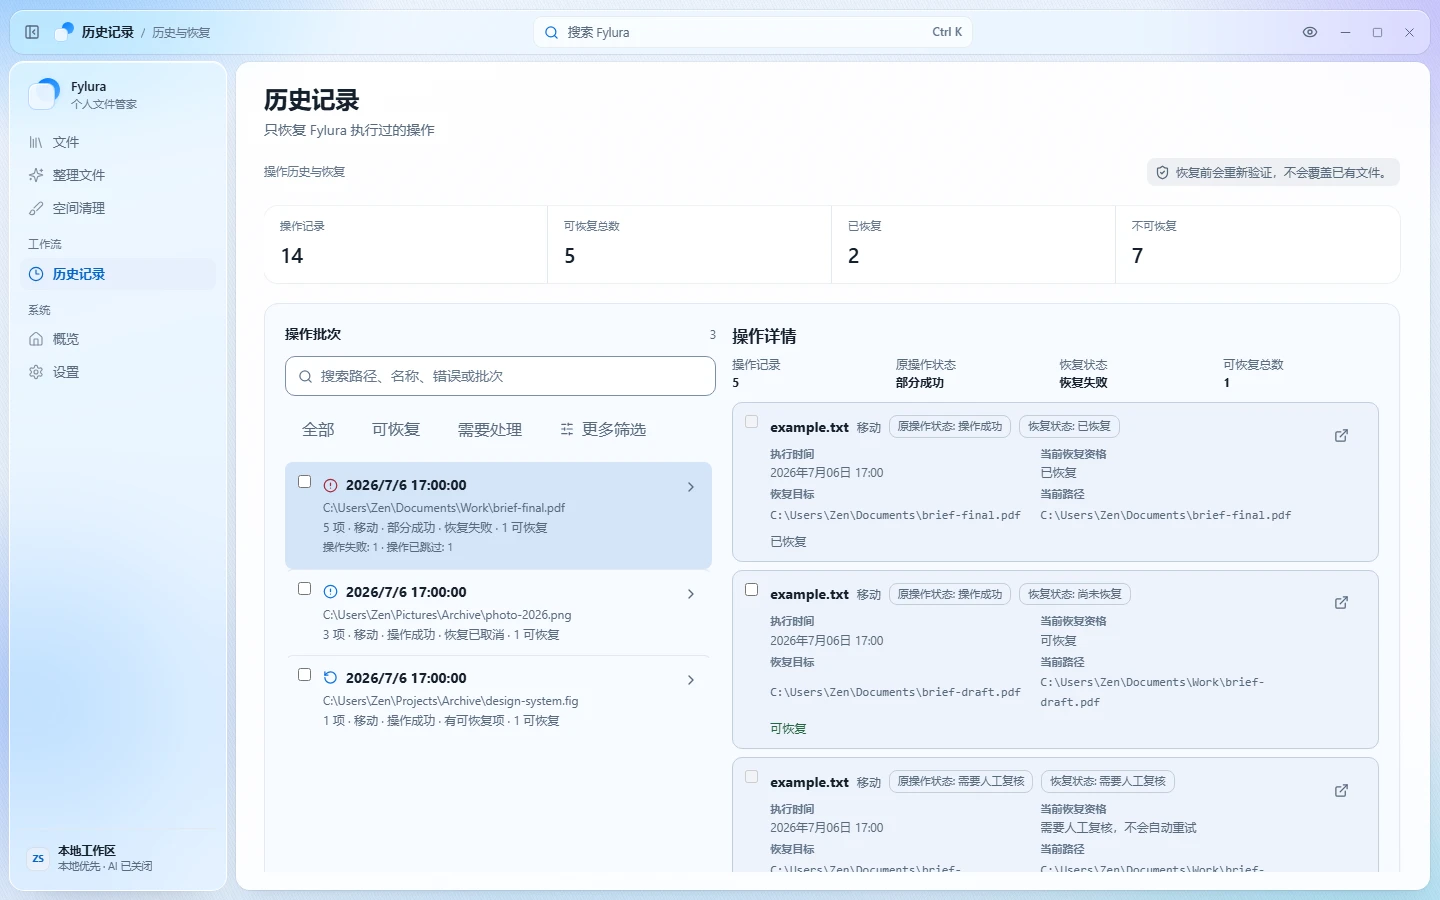 历史记录 / 历史与恢复
搜索 Fylura
Ctrl K
Fylura
个人文件管家
文件
整理文件
空间清理
工作流
历史记录
系统
概览
设置
ZS
本地工作区
本地优先 · AI 已关闭
历史记录
只恢复 Fylura 执行过的操作
操作历史与恢复
恢复前会重新验证，不会覆盖已有文件。
操作记录
14
可恢复总数
5
已恢复
2
不可恢复
7
操作批次
3
搜索路径、名称、错误或批次
全部
可恢复
需要处理
更多筛选
2026/7/6 17:00:00
C:\Users\Zen\Documents\Work\brief-final.pdf
5 项 · 移动 · 部分成功 · 恢复失败 · 1 可恢复
操作失败: 1 · 操作已跳过: 1
2026/7/6 17:00:00
C:\Users\Zen\Pictures\Archive\photo-2026.png
3 项 · 移动 · 操作成功 · 恢复已取消 · 1 可恢复
2026/7/6 17:00:00
C:\Users\Zen\Projects\Archive\design-system.fig
1 项 · 移动 · 操作成功 · 有可恢复项 · 1 可恢复
操作详情
操作记录
5
原操作状态
部分成功
恢复状态
恢复失败
可恢复总数
1
example.txt 移动 原操作状态: 操作成功 恢复状态: 已恢复
执行时间
2026年7月06日 17:00
当前恢复资格
已恢复
恢复目标
C:\Users\Zen\Documents\brief-final.pdf
当前路径
C:\Users\Zen\Documents\brief-final.pdf
已恢复
example.txt 移动 原操作状态: 操作成功 恢复状态: 尚未恢复
执行时间
2026年7月06日 17:00
当前恢复资格
可恢复
恢复目标
C:\Users\Zen\Documents\brief-draft.pdf
当前路径
C:\Users\Zen\Documents\Work\brief-
draft.pdf
可恢复
example.txt 移动 原操作状态: 需要人工复核 恢复状态: 需要人工复核
执行时间
2026年7月06日 17:00
当前恢复资格
需要人工复核，不会自动重试
恢复目标
C:\Users\Zen\Documents\brief-
当前路径
C:\Users\Zen\Documents\Work\brief-